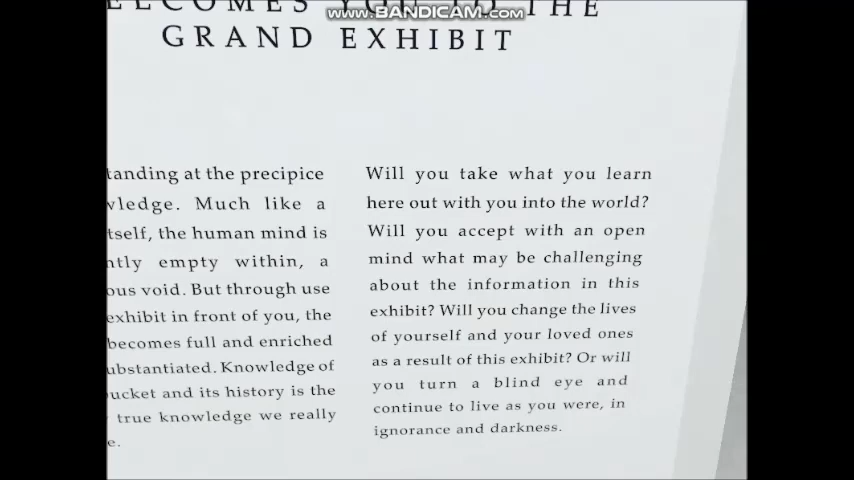 www.BANDICAM.com
WELCOMES YOU TO THE
GRAND EXHIBIT
tanding at the precipice
wledge. Much like a
tself, the human mind is
ntly empty within, a
ous void. But through use
exhibit in front of you, the
becomes full and enriched
ubstantiated. Knowledge of
bucket and its history is the
true knowledge we really
e.
Will you take what you learn
here out with you into the world?
Will you accept with an open
mind what may be challenging
about the information in this
exhibit? Will you change the lives
of yourself and your loved ones
as a result of this exhibit? Or will
you turn a blind eye and
continue to live as you were, in
ignorance and darkness.